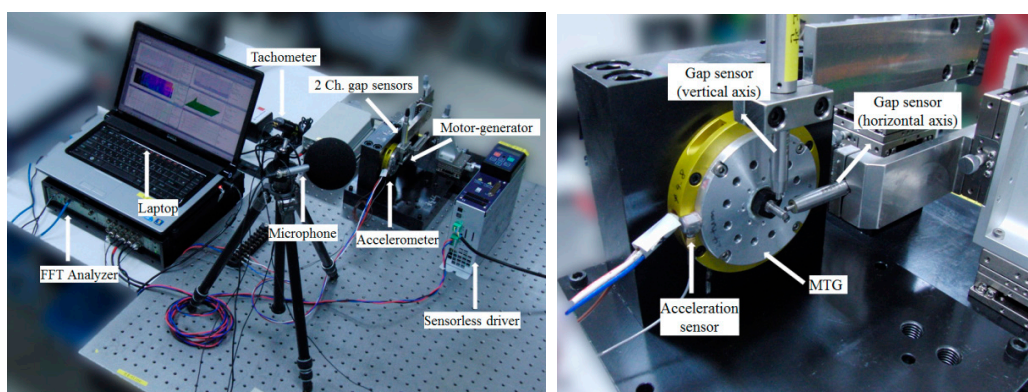 Tachometer
2 Ch. gap sensors
Motor-generator
Laptop
Microphone
Accelerometer
FFT Analyzer
Sensorless driver
Gap sensor
(vertical axis)
Gap sensor
(horizontal axis)
MTG
Acceleration
sensor